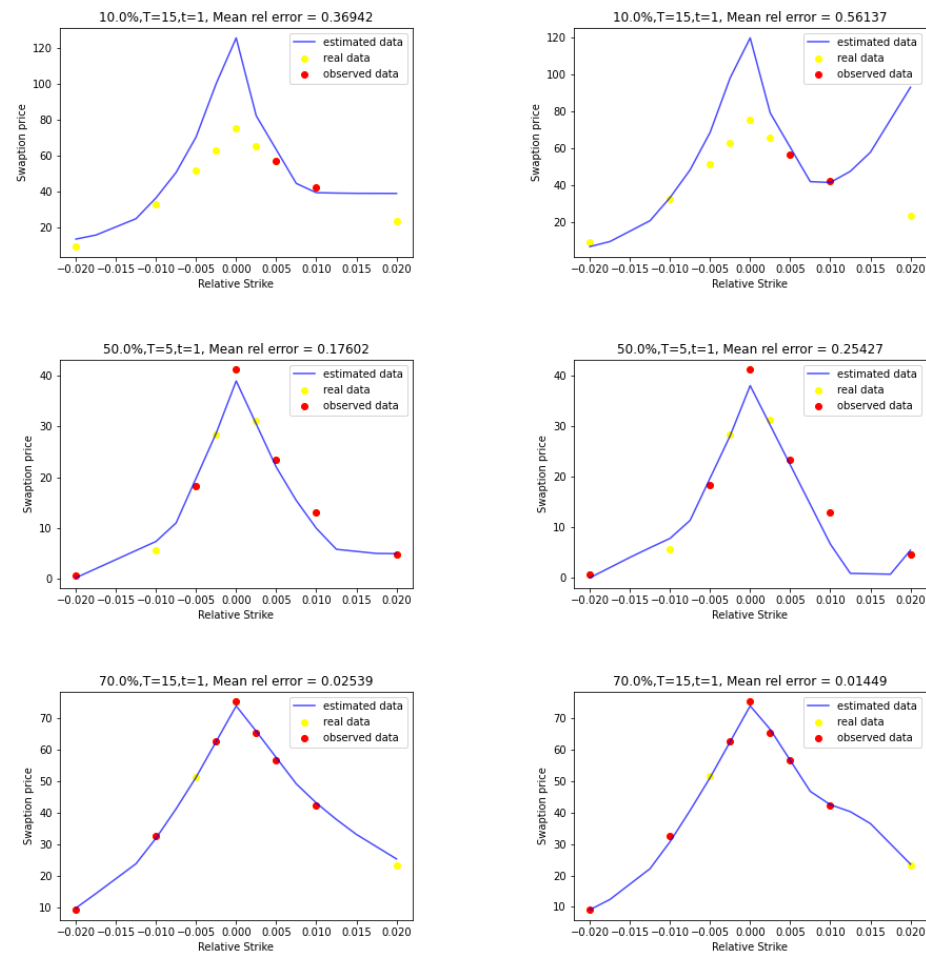 10.0%,T=15,t=1, Mean rel error = 0.36942
estimated data
real data
observed data
Swaption price
120
100
80
60
40
20
−0.020 −0.015 −0.010 −0.005 0.000 0.005 0.010 0.015 0.020
Relative Strike
10.0%,T=15,t=1, Mean rel error = 0.56137
estimated data
real data
observed data
Swaption price
120
100
80
60
40
20
−0.020 −0.015 −0.010 −0.005 0.000 0.005 0.010 0.015 0.020
Relative Strike
50.0%,T=5,t=1, Mean rel error = 0.17602
estimated data
real data
observed data
Swaption price
40
30
20
10
0
−0.020 −0.015 −0.010 −0.005 0.000 0.005 0.010 0.015 0.020
Relative Strike
50.0%,T=5,t=1, Mean rel error = 0.25427
estimated data
real data
observed data
Swaption price
40
30
20
10
0
−0.020 −0.015 −0.010 −0.005 0.000 0.005 0.010 0.015 0.020
Relative Strike
70.0%,T=15,t=1, Mean rel error = 0.02539
estimated data
real data
observed data
Swaption price
70
60
50
40
30
20
10
−0.020 −0.015 −0.010 −0.005 0.000 0.005 0.010 0.015 0.020
Relative Strike
70.0%,T=15,t=1, Mean rel error = 0.01449
estimated data
real data
observed data
Swaption price
70
60
50
40
30
20
10
−0.020 −0.015 −0.010 −0.005 0.000 0.005 0.010 0.015 0.020
Relative Strike